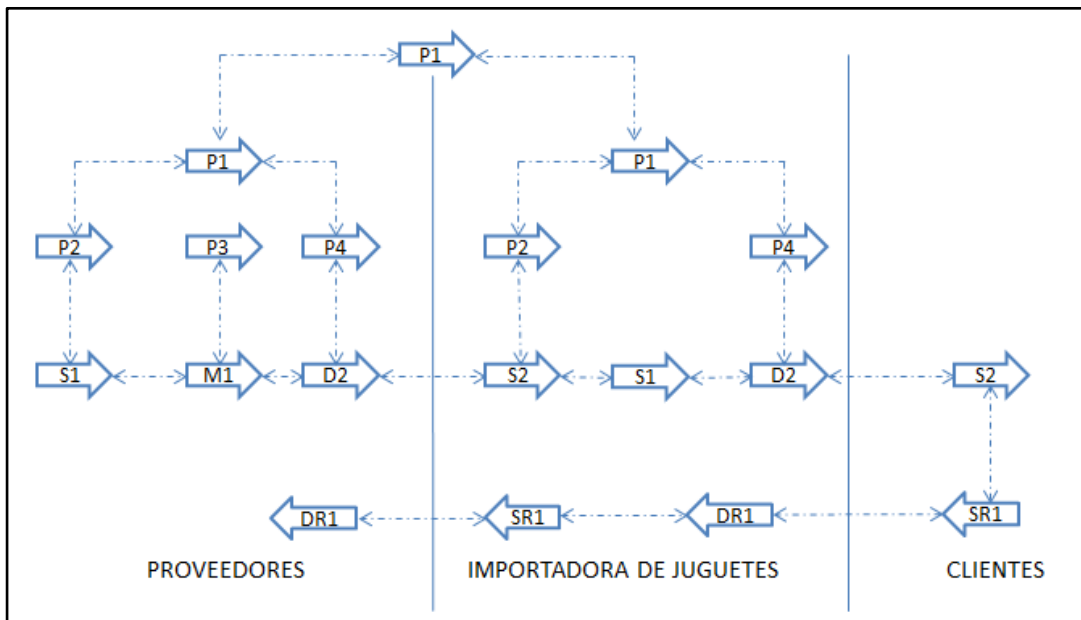 P1
P1
P1
P2
P3
P4
P2
P4
S1
M1
D2
S2
S1
D2
S2
DR1
SR1
DR1
SR1
PROVEEDORES
IMPORTADORA DE JUGUETES
CLIENTES